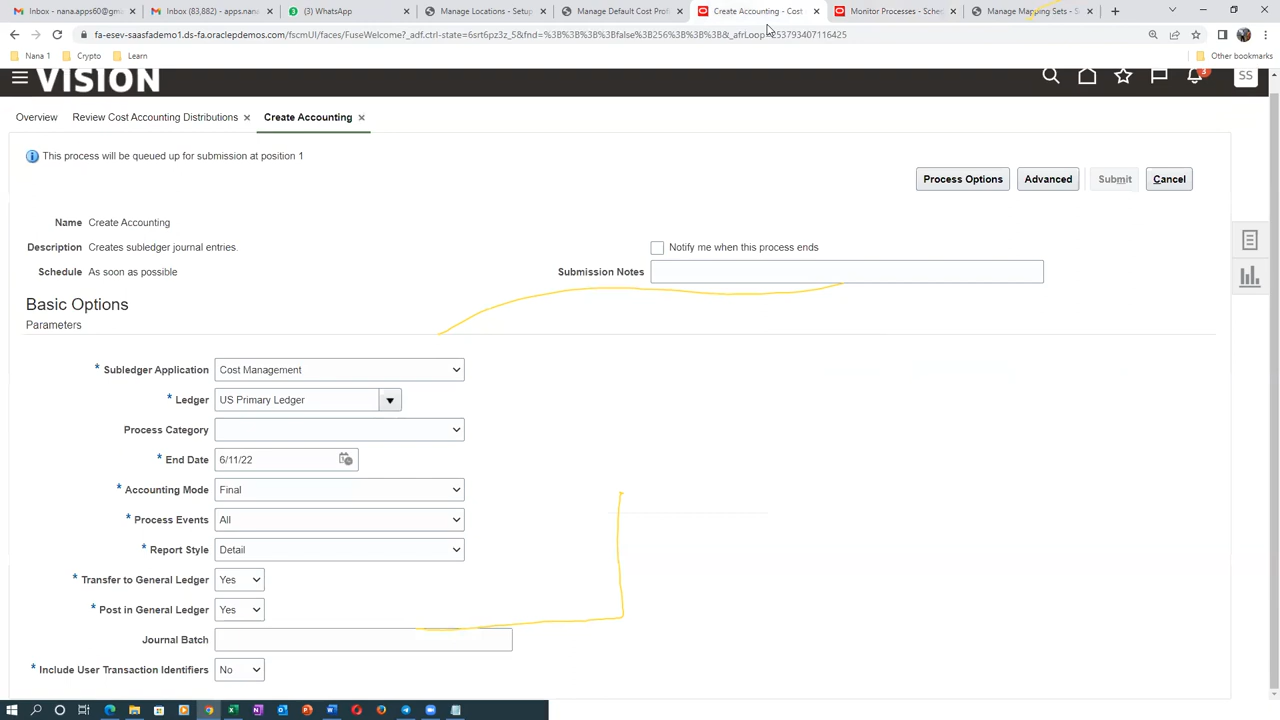 Inbox - nana.apps60@gm
Inbox (83,882) - apps.nana
(3) WhatsApp
Manage Locations - Setup
Manage Default Cost Prof
Create Accounting - Cost
Monitor Processes - Sche
Manage Mapping Sets - S
fa-esev-saasfademo1.ds-fa.oraclepdemos.com/fscmUI/faces/FuseWelcome?_adf.ctrl-state=6srt6pz3z_5&fnd=%3B%3B%3B%3Bfalse%3B256%3B%3B%3B&_afrLoop=253793407116425
Nana 1
Crypto
Learn
Other bookmarks
VISION
3
SS
Overview
Review Cost Accounting Distributions
Create Accounting
This process will be queued up for submission at position 1
Process Options
Advanced
Submit
Cancel
Name Create Accounting
Description Creates subledger journal entries.
Notify me when this process ends
Schedule As soon as possible
Submission Notes
Basic Options
Parameters
* Subledger Application Cost Management
* Ledger US Primary Ledger
Process Category
* End Date 6/11/22
* Accounting Mode Final
* Process Events All
* Report Style Detail
* Transfer to General Ledger Yes
* Post in General Ledger Yes
Journal Batch
* Include User Transaction Identifiers No